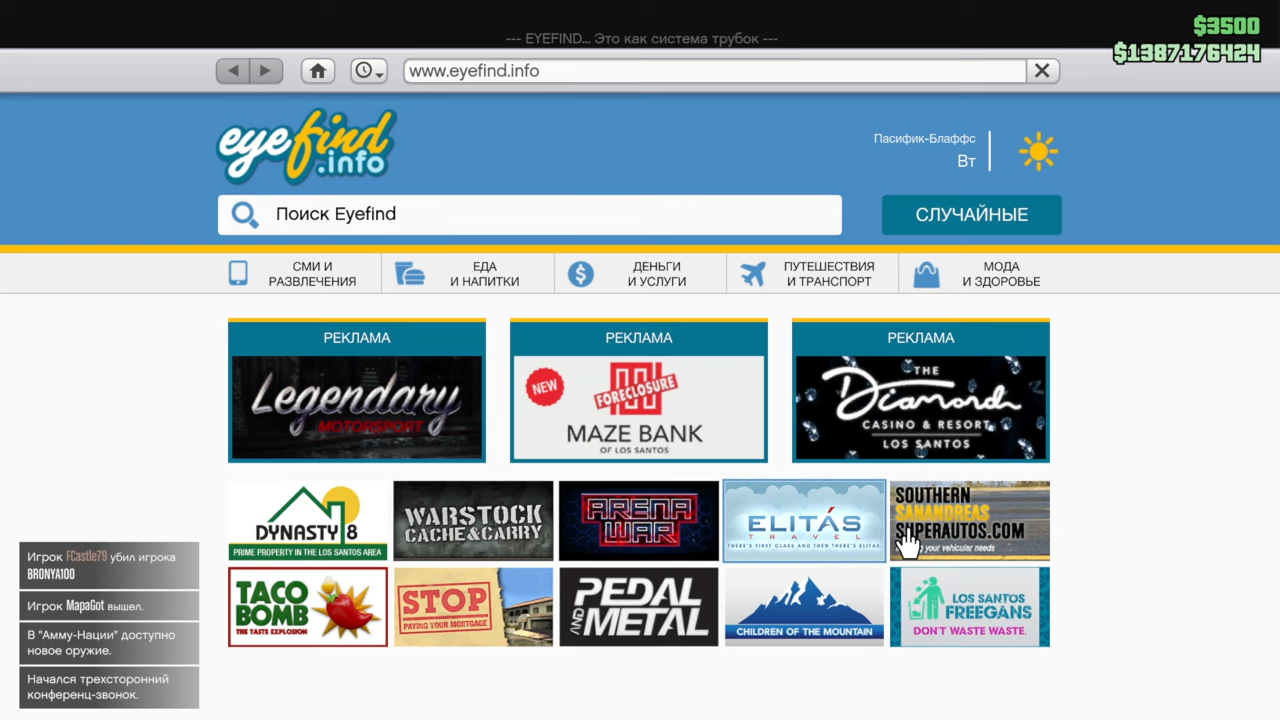 --- EYEFIND... Это как система трубок ---
$3500
$1387176424
www.eyefind.info
eyefind
.info
Пасифик-Блаффс
Вт
Поиск Eyefind
СЛУЧАЙНЫЕ
СМИ И
РАЗВЛЕЧЕНИЯ
ЕДА
И НАПИТКИ
ДЕНЬГИ
И УСЛУГИ
ПУТЕШЕСТВИЯ
И ТРАНСПОРТ
МОДА
И ЗДОРОВЬЕ
РЕКЛАМА
Legendary
MOTORSPORT
РЕКЛАМА
NEW
FORECLOSURE
MAZE BANK
OF LOS SANTOS
РЕКЛАМА
THE
Diamond
CASINO & RESORT
LOS SANTOS
DYNASTY 8
PRIME PROPERTY IN THE LOS SANTOS AREA
WARSTOCK
CACHE & CARRY
ARENA
WAR
ELITÁS
TRAVEL
THERE'S FIRST CLASS AND THEN THERE'S ELITAS.
SOUTHERN
SANANDREAS
SUPERAUTOS.COM
your vehicular needs
TACO
BOMB
THE TASTE EXPLOSION
STOP
PAYING YOUR MORTGAGE
PEDAL
AND METAL
CHILDREN OF THE MOUNTAIN
LOS SANTOS
FREEGANS
DON'T WASTE WASTE.
Игрок FCastle79 убил игрока
BRONYA100
Игрок MapaGot вышел.
В "Амму-Нации" доступно
новое оружие.
Начался трехсторонний
конференц-звонок.